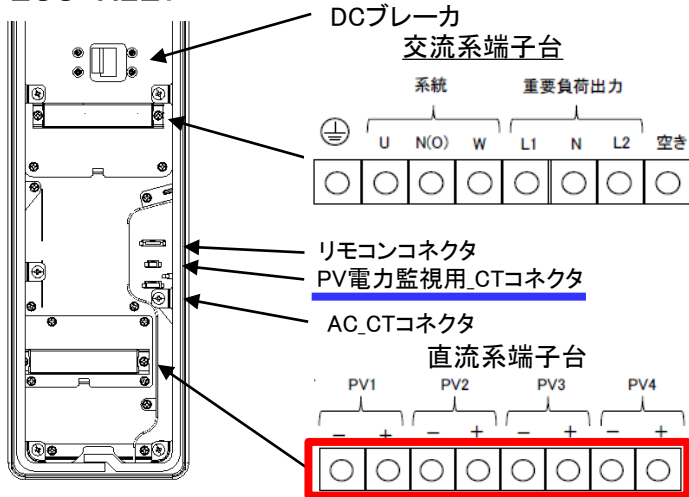 DCブレーカ
交流系端子台
系統 重要負荷出力
U N(O) W L1 N L2 空き
リモコンコネクタ
PV電力監視用_CTコネクタ
AC_CTコネクタ
直流系端子台
PV1 PV2 PV3 PV4
− + − + − + − +